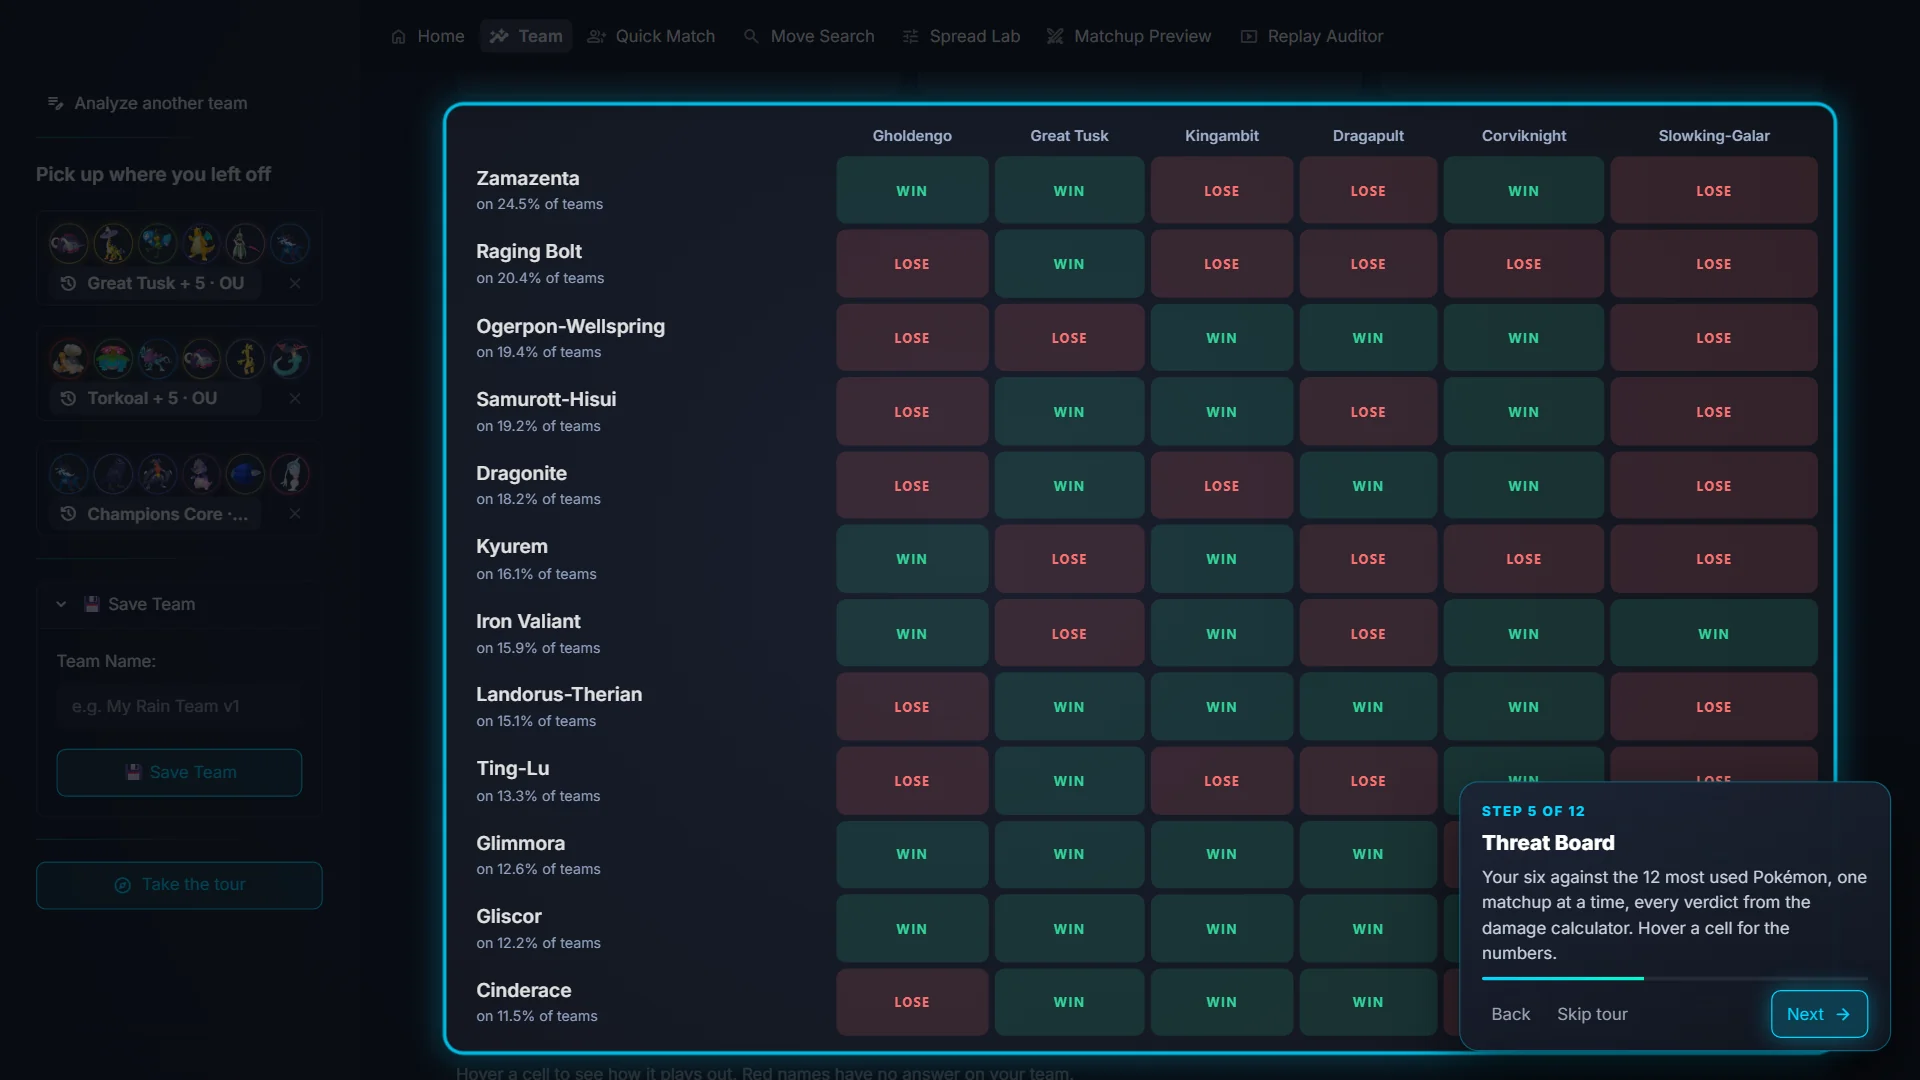 Home
Team
Quick Match
Move Search
Spread Lab
Matchup Preview
Replay Auditor
Analyze another team
Pick up where you left off
Great Tusk + 5 · OU
Torkoal + 5 · OU
Champions Core ·...
Save Team
Team Name:
e.g. My Rain Team v1
Save Team
Take the tour
Gholdengo Great Tusk Kingambit Dragapult Corviknight Slowking-Galar
Zamazenta
on 24.5% of teams
WIN WIN LOSE LOSE WIN LOSE
Raging Bolt
on 20.4% of teams
LOSE WIN LOSE LOSE LOSE LOSE
Ogerpon-Wellspring
on 19.4% of teams
LOSE LOSE WIN WIN WIN LOSE
Samurott-Hisui
on 19.2% of teams
LOSE WIN WIN LOSE WIN LOSE
Dragonite
on 18.2% of teams
LOSE WIN LOSE WIN WIN LOSE
Kyurem
on 16.1% of teams
WIN LOSE WIN LOSE LOSE LOSE
Iron Valiant
on 15.9% of teams
WIN LOSE WIN LOSE WIN WIN
Landorus-Therian
on 15.1% of teams
LOSE WIN WIN WIN WIN LOSE
Ting-Lu
on 13.3% of teams
LOSE WIN LOSE LOSE WIN LOSE
Glimmora
on 12.6% of teams
WIN WIN WIN WIN
Gliscor
on 12.2% of teams
WIN WIN WIN WIN
Cinderace
on 11.5% of teams
LOSE WIN WIN WIN
Hover a cell to see how it plays out. Red names have no answer on your team.
STEP 5 OF 12
Threat Board
Your six against the 12 most used Pokémon, one
matchup at a time, every verdict from the
damage calculator. Hover a cell for the
numbers.
Back
Skip tour
Next